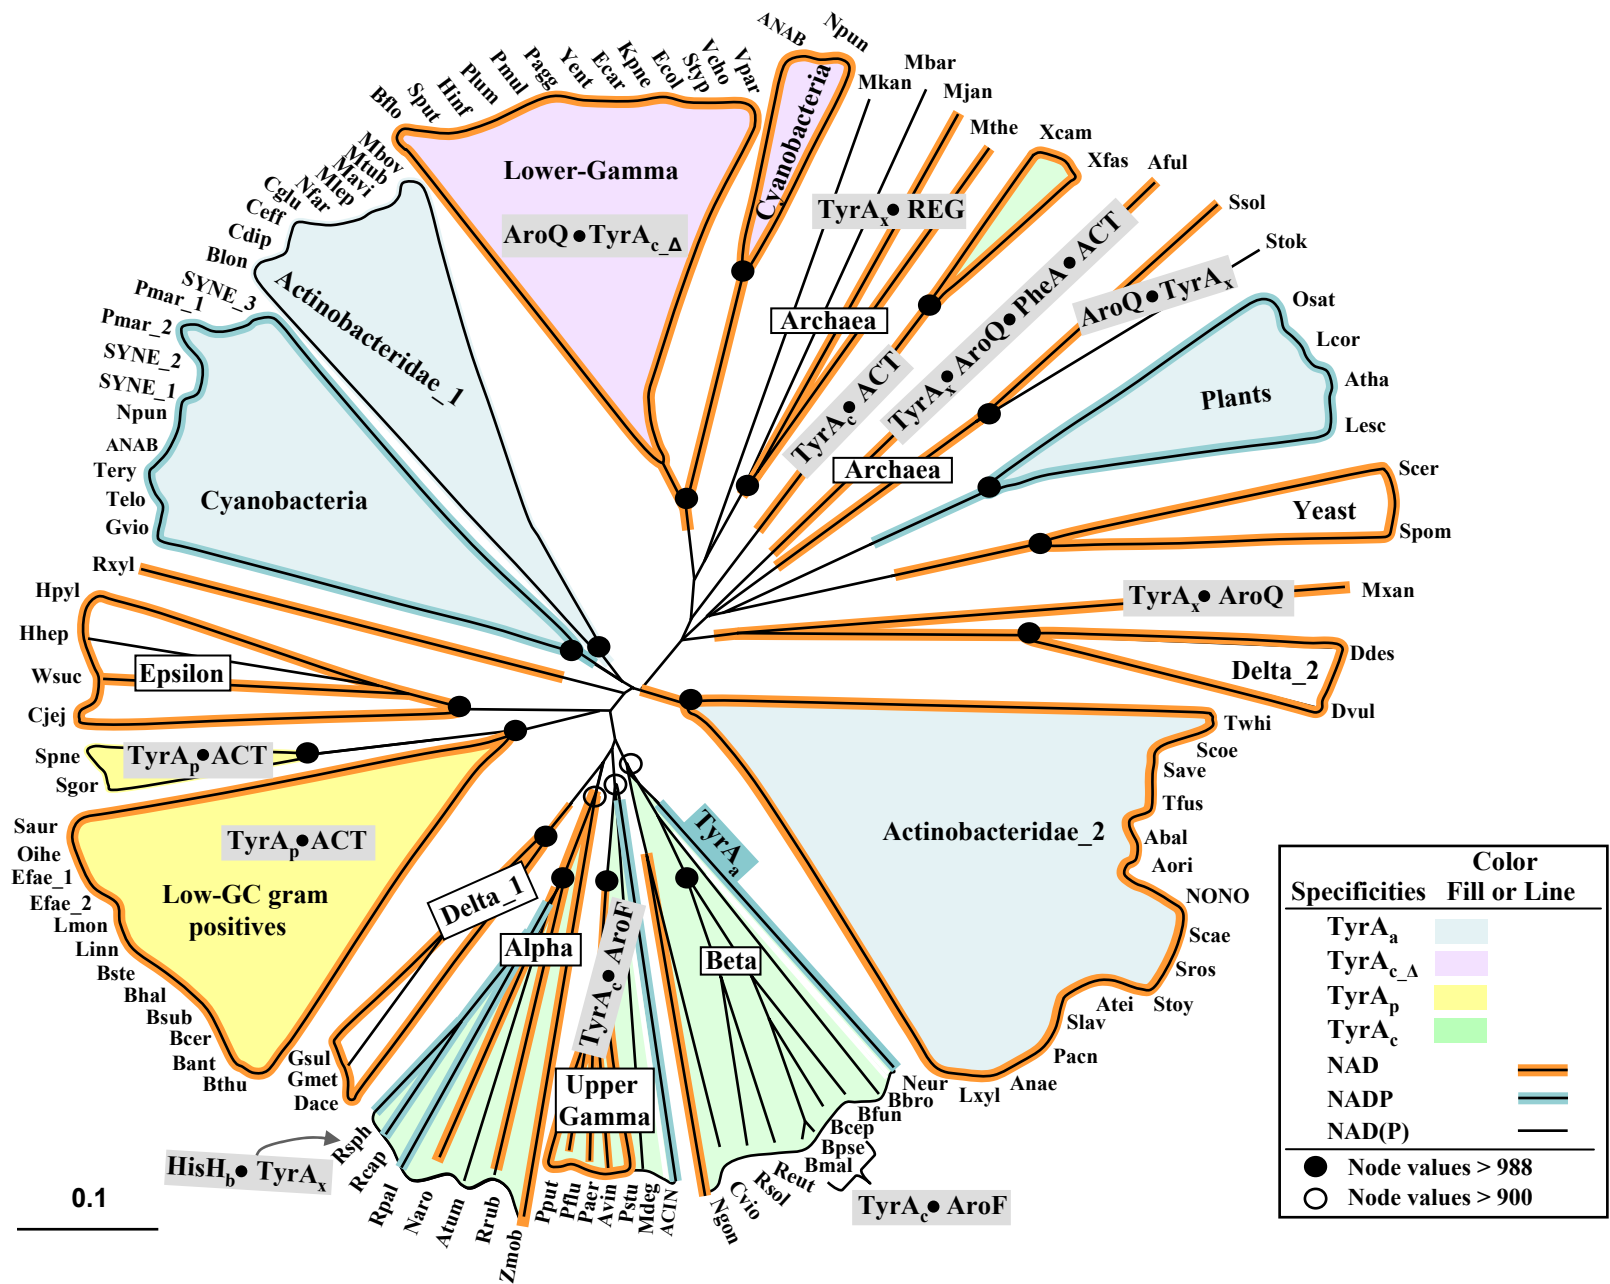 ANAB
Npun
Mkan
Mbar
Mjan
Mthe
Xcam
Xfas
Aful
Ssol
Stok
Osat
Lcor
Atha
Lesc
Scer
Spom
Mxan
Ddes
Dvul
Twhi
Scoe
Save
Tfus
Abal
Aori
NONO
Scae
Sros
Stoy
Atei
Slav
Pacn
Anae
Lxyl
Neur
Bbro
Bfun
Bcep
Bpse
Bmal
Reut
Rsol
Cvio
Ngon
ACIN
Mdeg
Pstu
Avin
Paer
Pflu
Pput
Zmob
Rrub
Atum
Naro
Rpal
Rcap
Rsph
Dace
Gmet
Gsul
Bthu
Bant
Bcer
Bsub
Bhal
Bste
Linn
Lmon
Efae_2
Efae_1
Oihe
Saur
Sgor
Spne
Cjej
Wsuc
Hhep
Hpyl
Rxyl
Gvio
Telo
Tery
ANAB
Npun
SYNE_1
SYNE_2
Pmar_2
Pmar_1
SYNE_3
Blon
Cdip
Ceff
Cglu
Nfar
Mlep
Mavi
Mtub
Mbov
Bflo
Sput
Hinf
Plum
Pmul
Pagg
Yent
Ecar
Kpne
Ecol
Styp
Vcho
Vpar
Lower-Gamma
AroQ●TyrAc_Δ
Cyanobacteria
TyrAx● REG
Archaea
TyrAc● ACT
TyrAx● AroQ●PheA● ACT
AroQ●TyrAx
Archaea
Plants
Yeast
TyrAx● AroQ
Delta_2
Actinobacteridae_1
Cyanobacteria
Epsilon
TyrAp●ACT
TyrAp●ACT
Low-GC gram
positives
Delta_1
Alpha
TyrAc● AroF
Upper
Gamma
Beta
TyrAa
Actinobacteridae_2
HisHb● TyrAx
TyrAc● AroF
0.1
Color
Specificities Fill or Line
TyrAa
TyrAc_Δ
TyrAp
TyrAc
NAD
NADP
NAD(P)
Node values > 988
Node values > 900